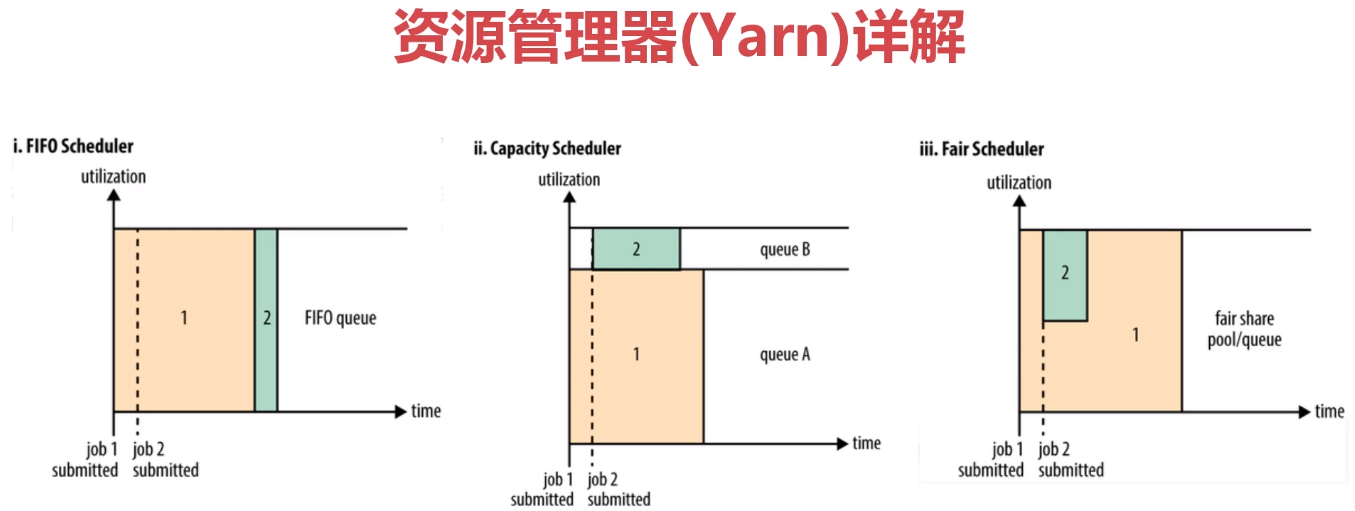 资源管理器(Yarn)详解
i. FIFO Scheduler
utilization
1
2
FIFO queue
time
job 1
submitted
job 2
submitted
ii. Capacity Scheduler
utilization
2
queue B
1
queue A
time
job 1
submitted
job 2
submitted
iii. Fair Scheduler
utilization
2
1
fair share
pool/queue
time
job 1
submitted
job 2
submitted